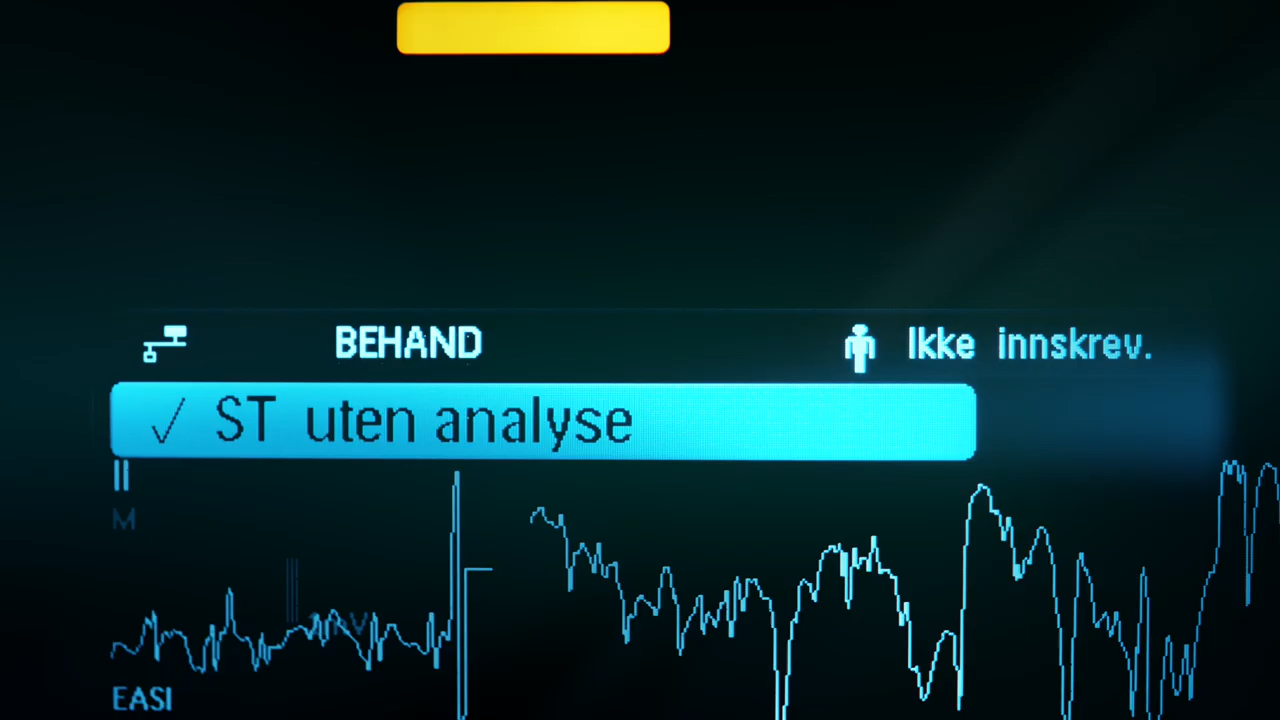 BEHAND Ikke innskrev.
ST uten analyse
II
M
EASI